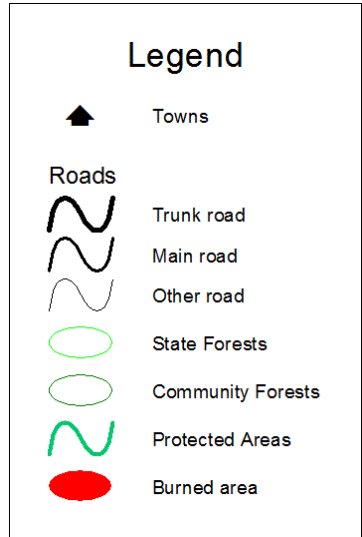 Legend
Towns
Roads
Trunk road
Main road
Other road
State Forests
Community Forests
Protected Areas
Burned area